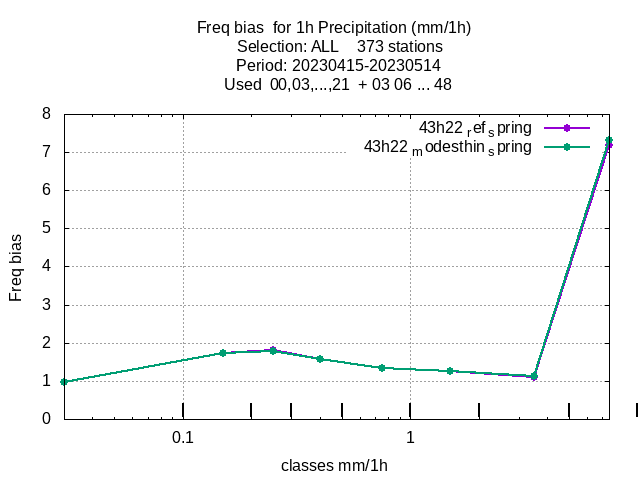 Freq bias  for 1h Precipitation (mm/1h)
Selection: ALL    373 stations
Period: 20230415-20230514
Used  00,03,...,21  + 03 06 ... 48
43h22 ref spring
43h22 modesthin spring
8
7
6
5
4
3
2
1
0
Freq bias
0.1 1
classes mm/1h